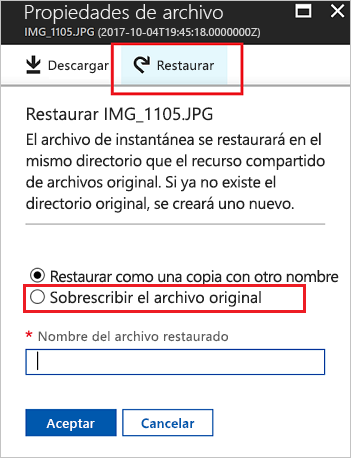 Propiedades de archivo
IMG_1105.JPG (2017-10-04T19:45:18.0000000Z)
Descargar
Restaurar
Restaurar IMG_1105.JPG
El archivo de instantánea se restaurará en el
mismo directorio que el recurso compartido
de archivos original. Si ya no existe el
directorio original, se creará uno nuevo.
Restaurar como una copia con otro nombre
Sobrescribir el archivo original
* Nombre del archivo restaurado
Aceptar
Cancelar